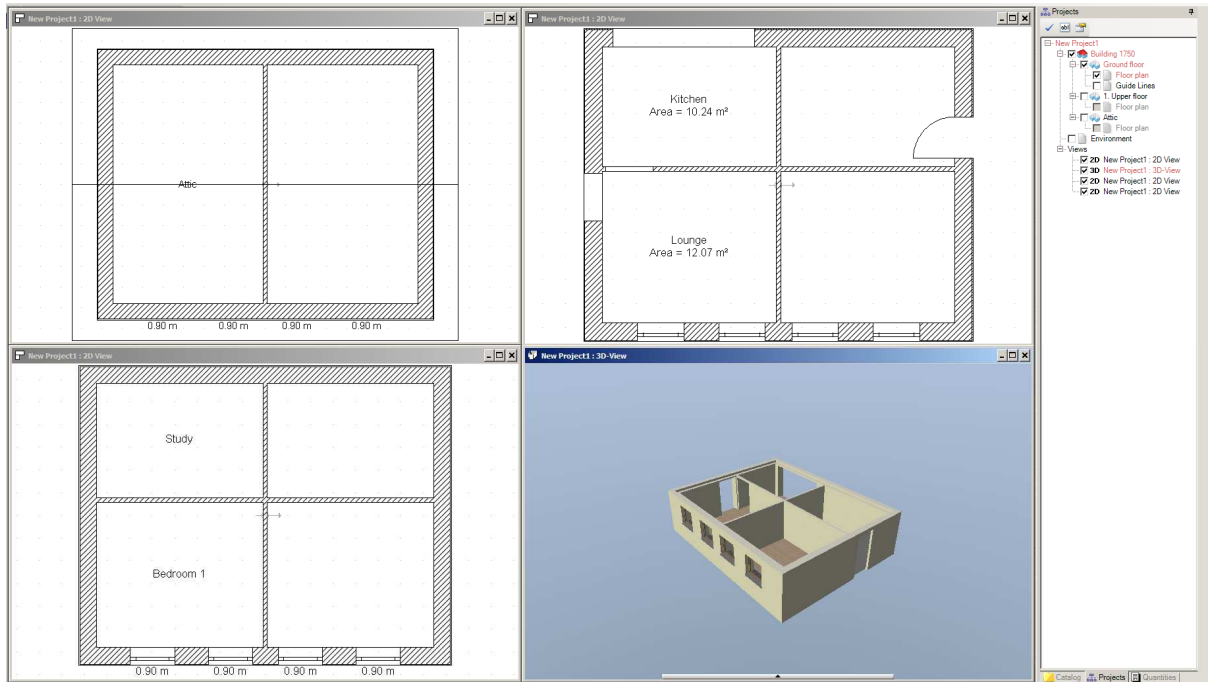 New Project1 : 2D View
Attic
0.90 m 0.90 m 0.90 m 0.90 m
New Project1 : 2D View
Kitchen
Area = 10.24 m²
Lounge
Area = 12.07 m²
New Project1 : 2D View
Study
Bedroom 1
0.90 m 0.90 m 0.90 m 0.90 m
New Project1 : 3D-View
Projects
abl
New Project1
Building 1750
Ground floor
Floor plan
Guide Lines
1. Upper floor
Floor plan
Attic
Floor plan
Environment
Views
2D New Project1 : 2D View
3D New Project1 : 3D-View
2D New Project1 : 2D View
2D New Project1 : 2D View
Catalog Projects Quantities